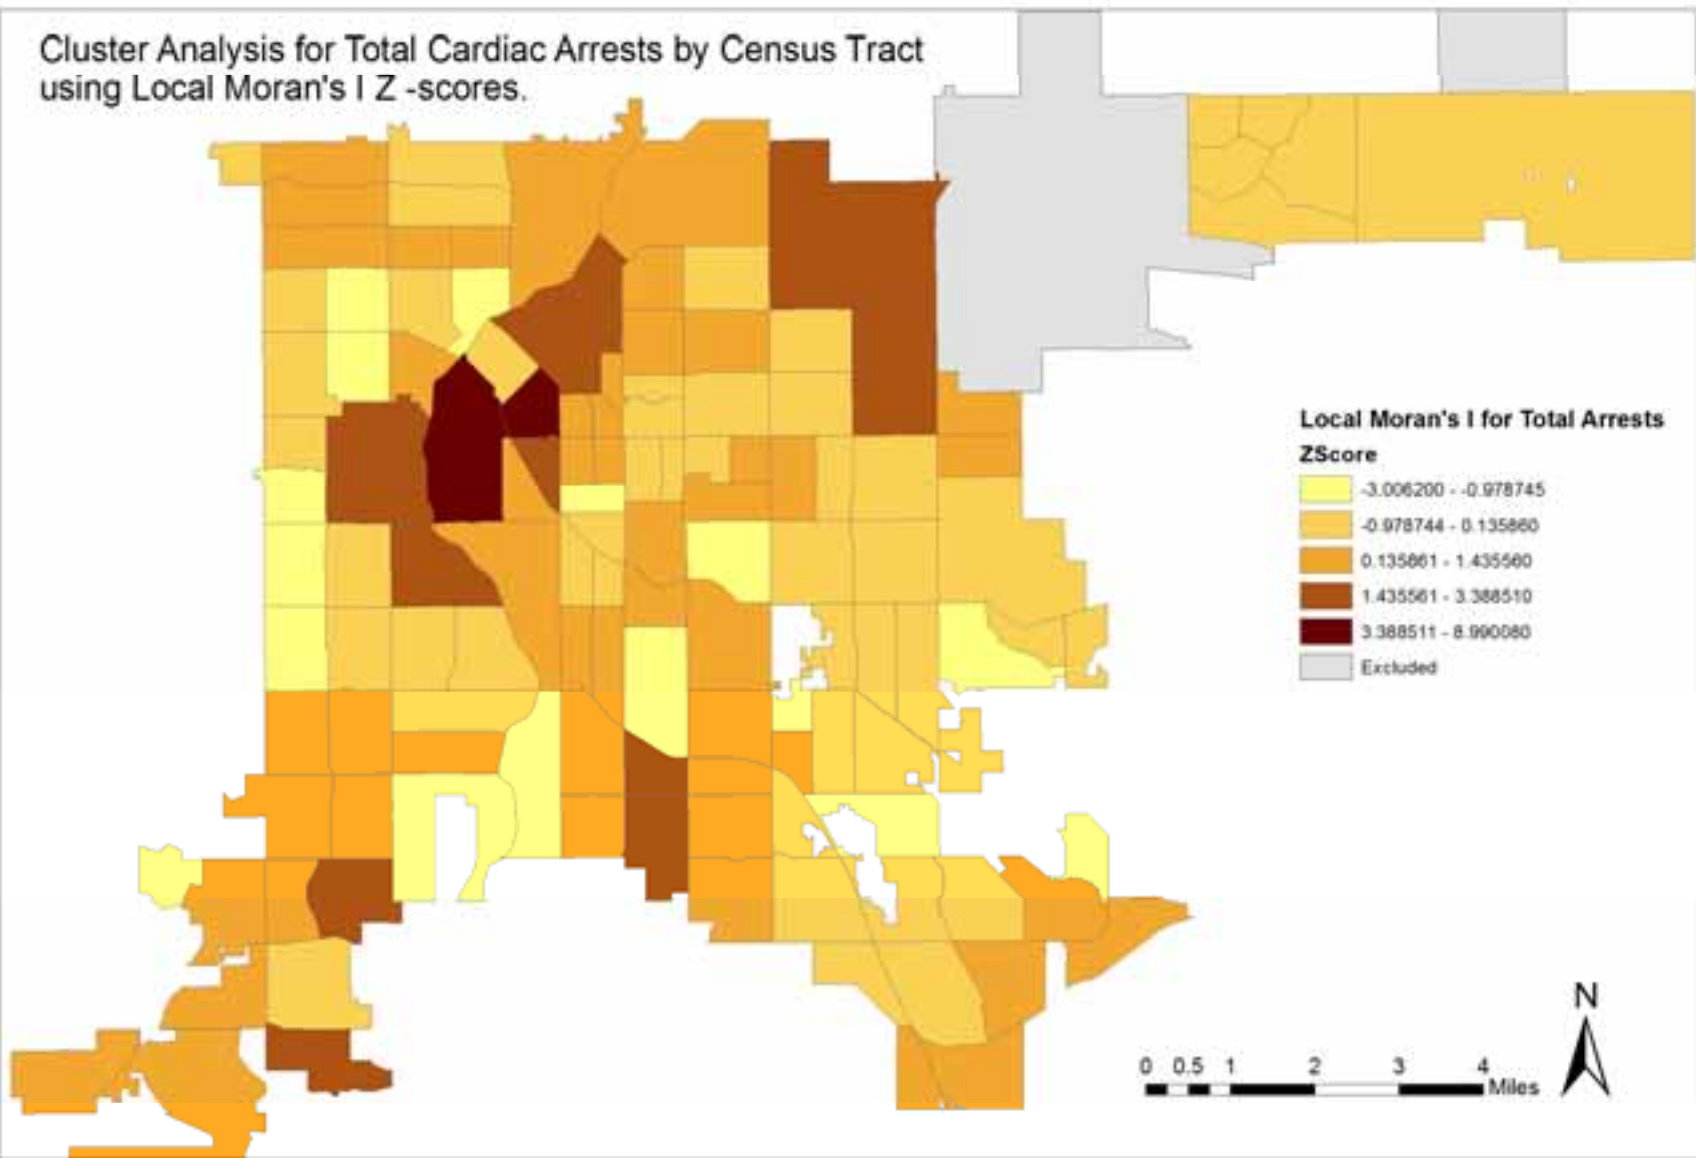 Cluster Analysis for Total Cardiac Arrests by Census Tract
using Local Moran's I Z -scores.
Local Moran's I for Total Arrests
ZScore
-3.006200 - -0.978745
-0.978744 - 0.135860
0.135861 - 1.435560
1.435561 - 3.388510
3.388511 - 8.990080
Excluded
N
0 0.5 1 2 3 4
Miles